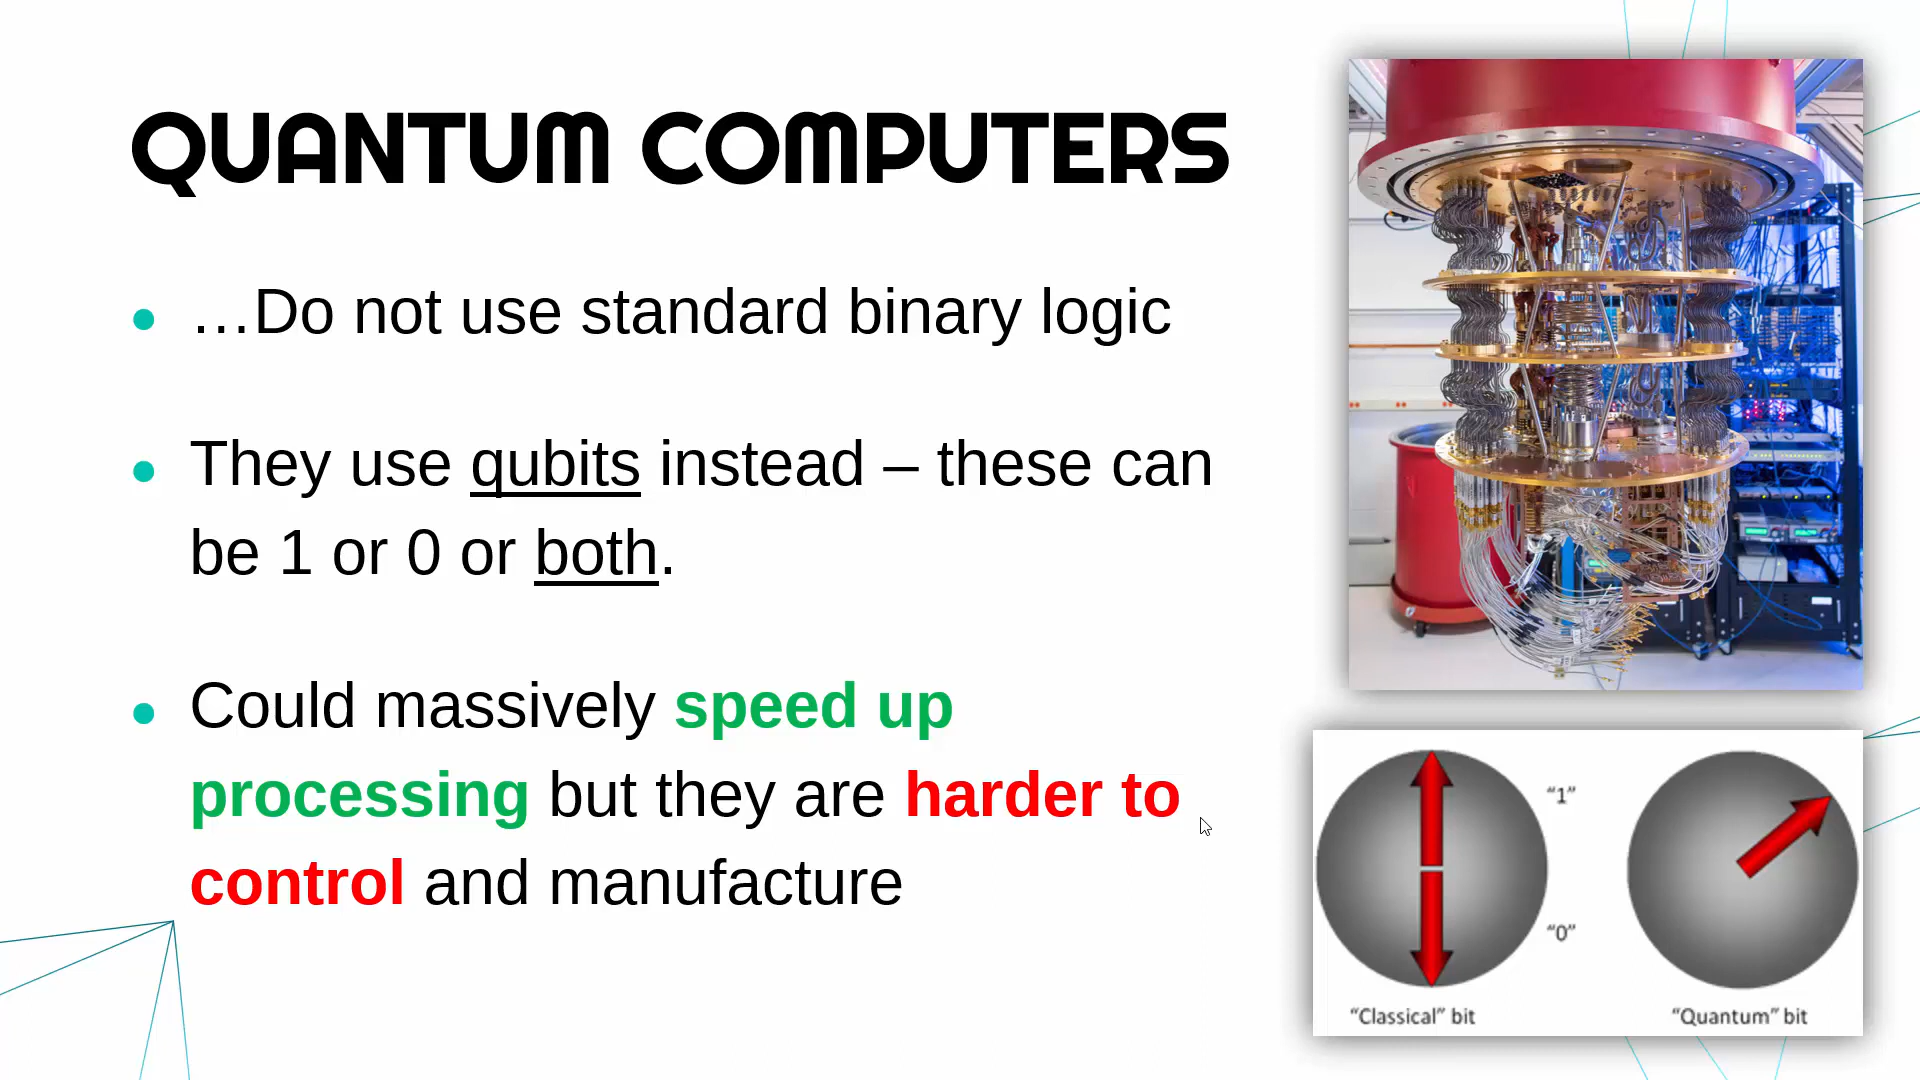 QUANTUM COMPUTERS
…Do not use standard binary logic
They use qubits instead – these can
be 1 or 0 or both.
Could massively speed up
processing but they are harder to
control and manufacture
“1”
“0”
“Classical” bit
“Quantum” bit